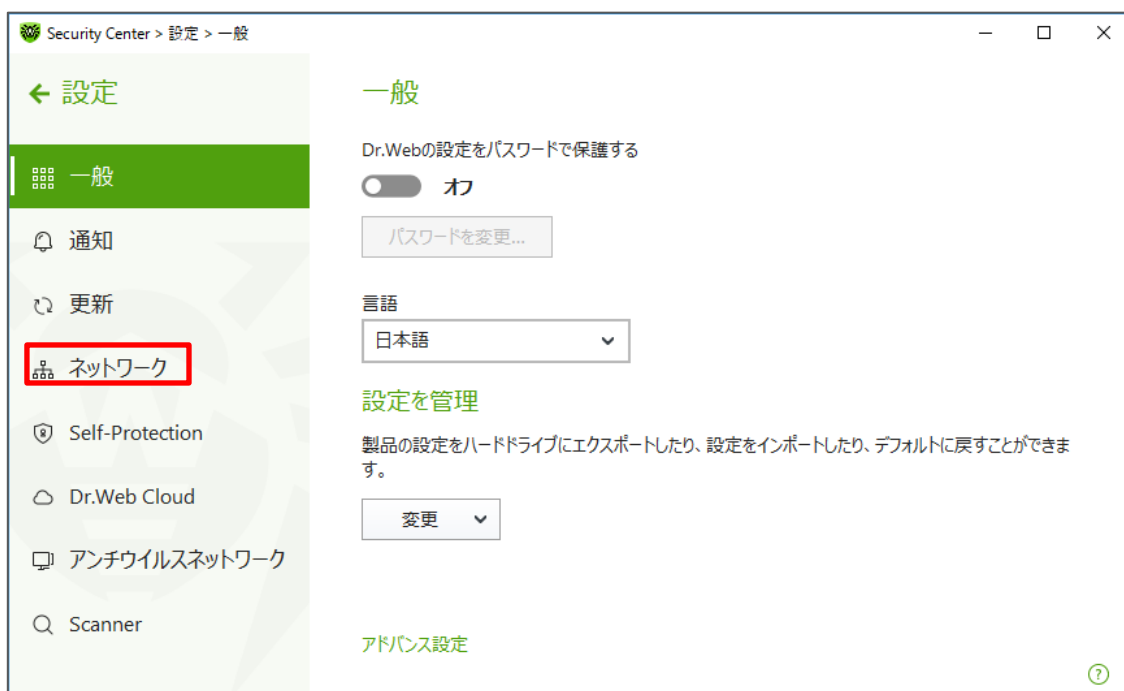 Security Center > 設定 > 一般
設定
一般
通知
更新
ネットワーク
Self-Protection
Dr.Web Cloud
アンチウイルスネットワーク
Scanner
一般
Dr.Webの設定をパスワードで保護する
オフ
パスワードを変更...
言語
日本語
設定を管理
製品の設定をハードドライブにエクスポートしたり、設定をインポートしたり、デフォルトに戻すことができま
す。
変更
アドバンス設定
?